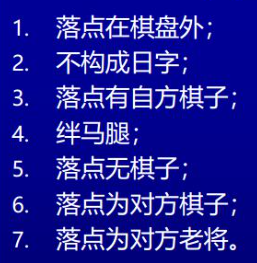 1. 落点在棋盘外；
2. 不构成日字；
3. 落点有自方棋子；
4. 绊马腿；
5. 落点无棋子；
6. 落点为对方棋子；
7. 落点为对方老将。